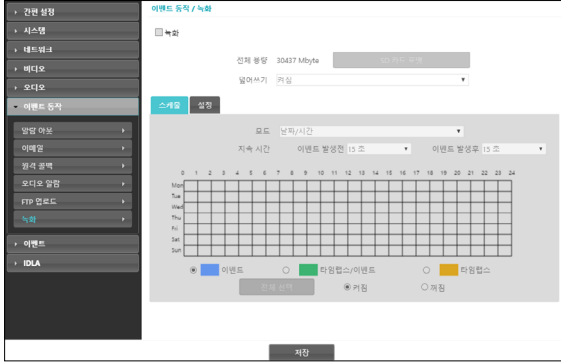 간편 설정
시스템
네트워크
비디오
오디오
이벤트 동작
알람 아웃
이메일
원격 콜백
오디오 알람
FTP 업로드
녹화
이벤트
IDLA
이벤트 동작 / 녹화
녹화
전체 용량 30437 Mbyte
덮어쓰기 켜짐
스케줄 설정
모드 날짜/시간
지속 시간 이벤트 발생전 15 초 이벤트 발생후 15 초
0 1 2 3 4 5 6 7 8 9 10 11 12 13 14 15 16 17 18 19 20 21 22 23 24
Mon
Tue
Wed
Thu
Fri
Sat
Sun
이벤트 타임랩스/이벤트 타임랩스
전체 선택 켜짐 꺼짐
저장